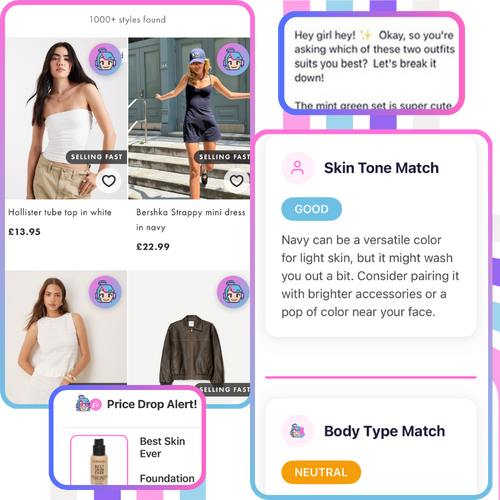 1000+ styles found
SELLING FAST
SELLING FAST
Hollister tube top in white
£13.95
Bershka Strappy mini dress
in navy
£22.99
SELLING FAST
Price Drop Alert!
Best Skin
Ever
Foundation
BEST
SKIN
EVER
Hey girl hey! ✨ Okay, so you're
asking which of these two outfits
suits you best? Let's break it
down!
The mint green set is super cute
Skin Tone Match
GOOD
Navy can be a versatile color
for light skin, but it might wash
you out a bit. Consider pairing it
with brighter accessories or a
pop of color near your face.
Body Type Match
NEUTRAL